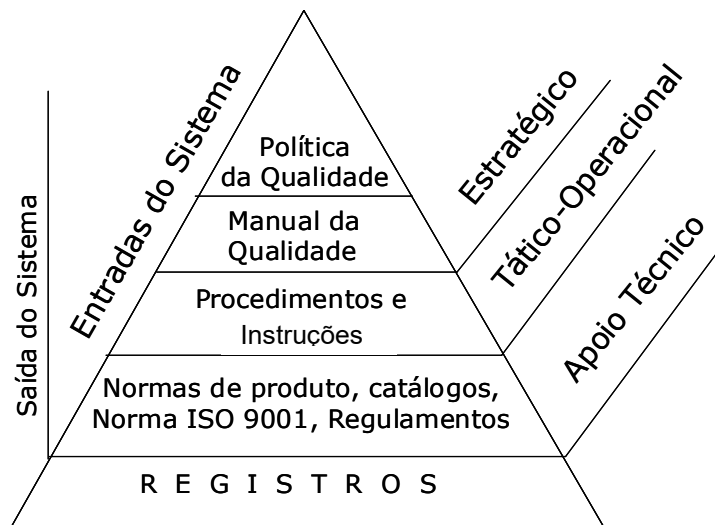 Política
da Qualidade
Manual da
Qualidade
Procedimentos e
Instruções
Normas de produto, catálogos,
Norma ISO 9001, Regulamentos
R E G I S T R O S
Saída do Sistema
Entradas do Sistema
Estratégico
Tático-Operacional
Apoio Técnico